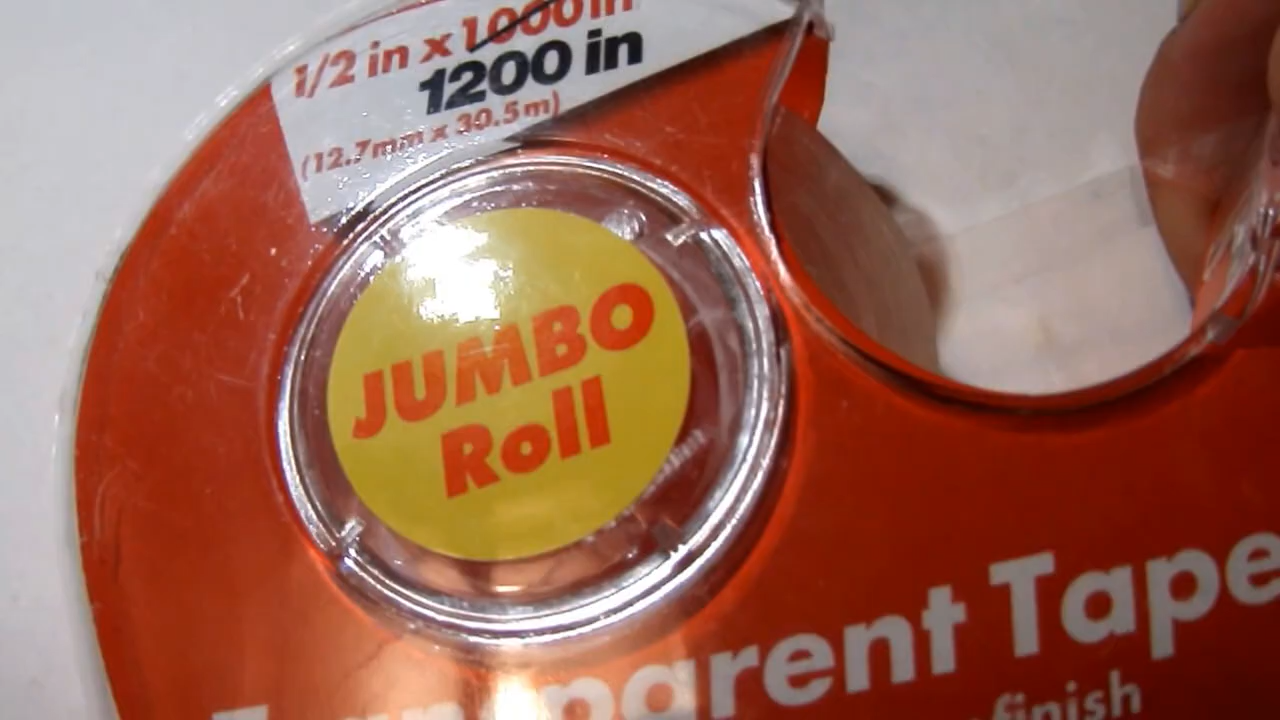 1/2 in x 1000 in
1200 in
(12.7mm x 30.5m)
JUMBO
Roll
Transparent Tape
finish